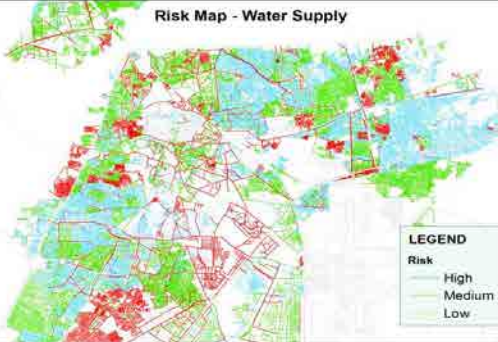 Risk Map - Water Supply
LEGEND
Risk
High
Medium
Low